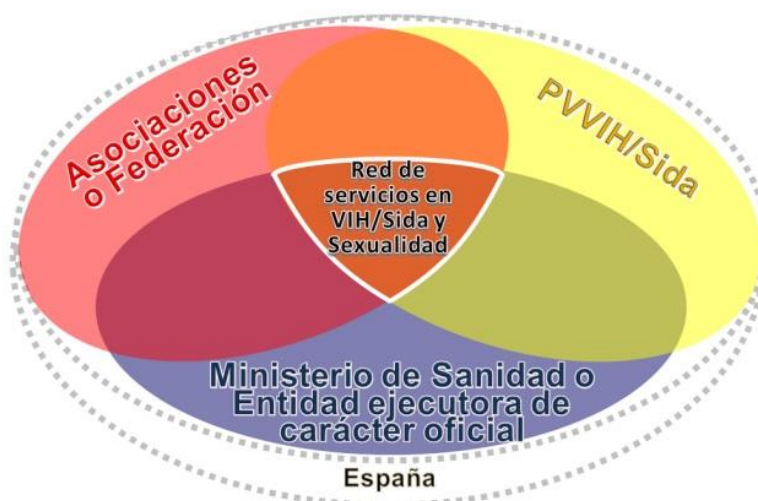 Asociaciones
o Federación
PVVIH/Sida
Red de
servicios en
VIH/Sida y
Sexualidad
Ministerio de Sanidad o
Entidad ejecutora de
carácter oficial
España